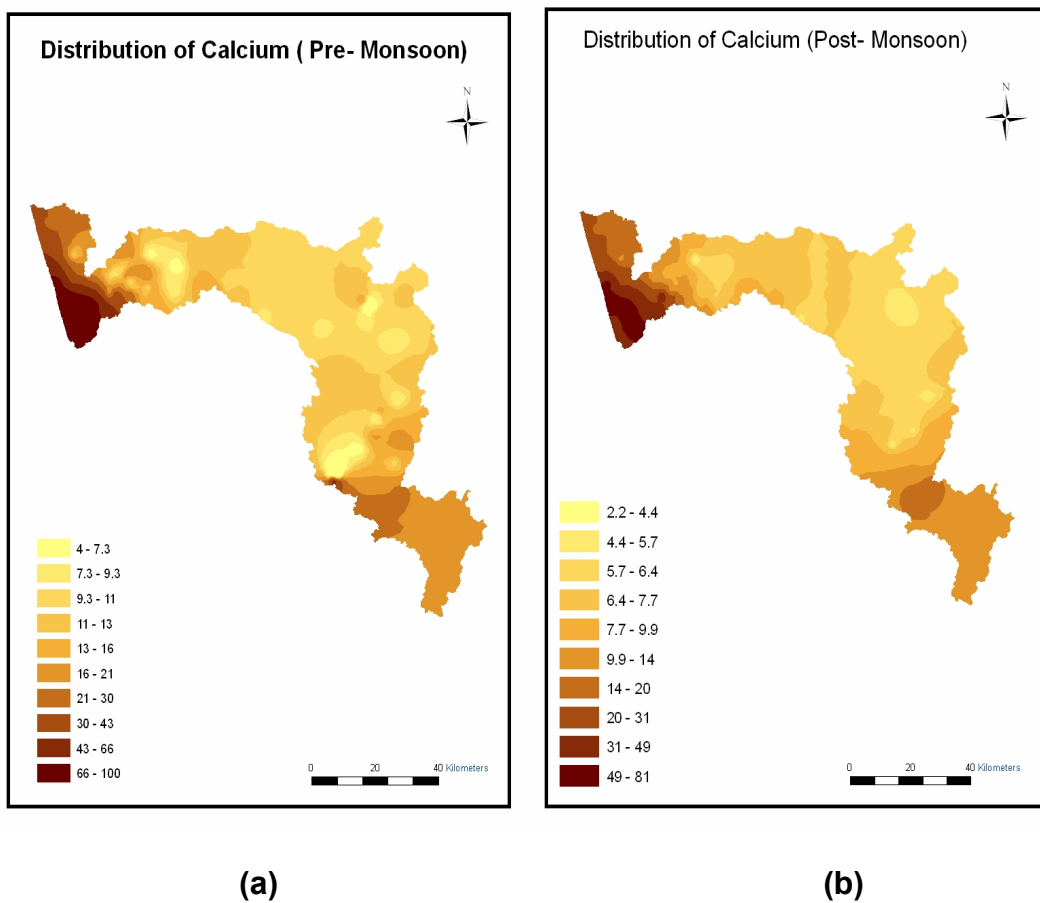 Distribution of Calcium ( Pre- Monsoon)
N
4 - 7.3
7.3 - 9.3
9.3 - 11
11 - 13
13 - 16
16 - 21
21 - 30
30 - 43
43 - 66
66 - 100
0 20 40 Kilometers
(a)
Distribution of Calcium (Post- Monsoon)
N
2.2 - 4.4
4.4 - 5.7
5.7 - 6.4
6.4 - 7.7
7.7 - 9.9
9.9 - 14
14 - 20
20 - 31
31 - 49
49 - 81
0 20 40 Kilometers
(b)